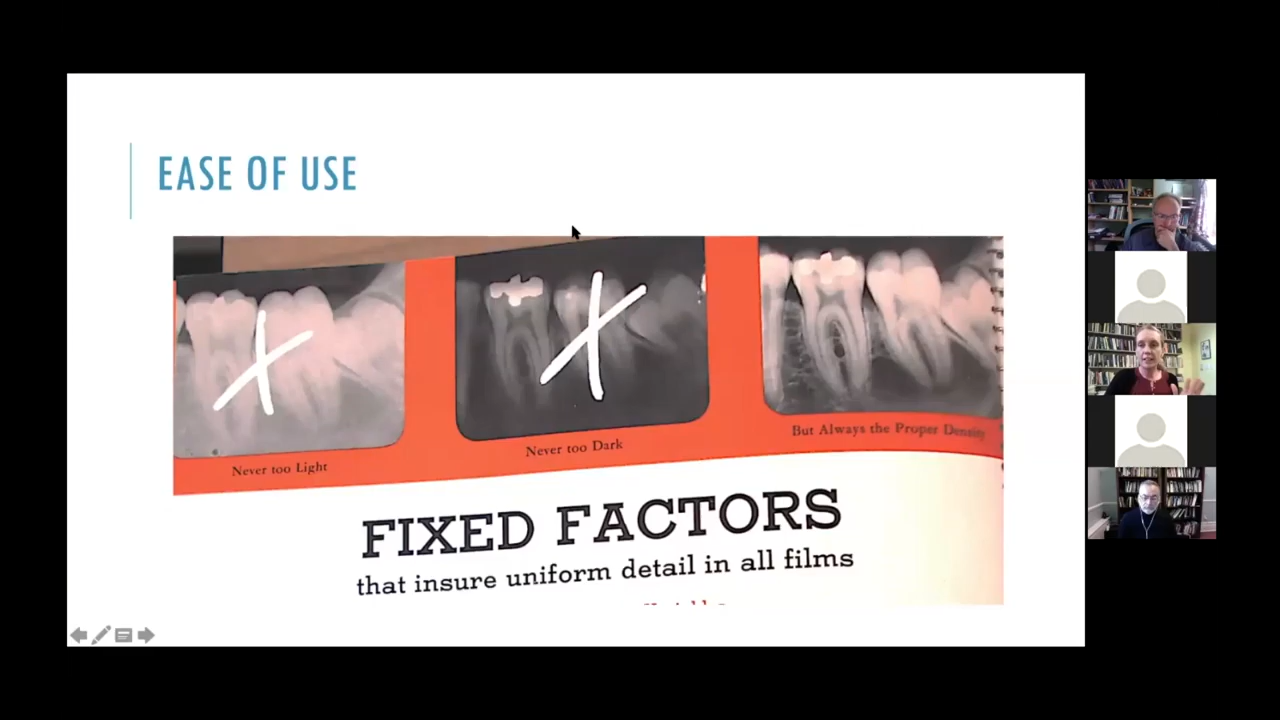 EASE OF USE
Never too Light
Never too Dark
But Always the Proper Density
FIXED FACTORS
that insure uniform detail in all films